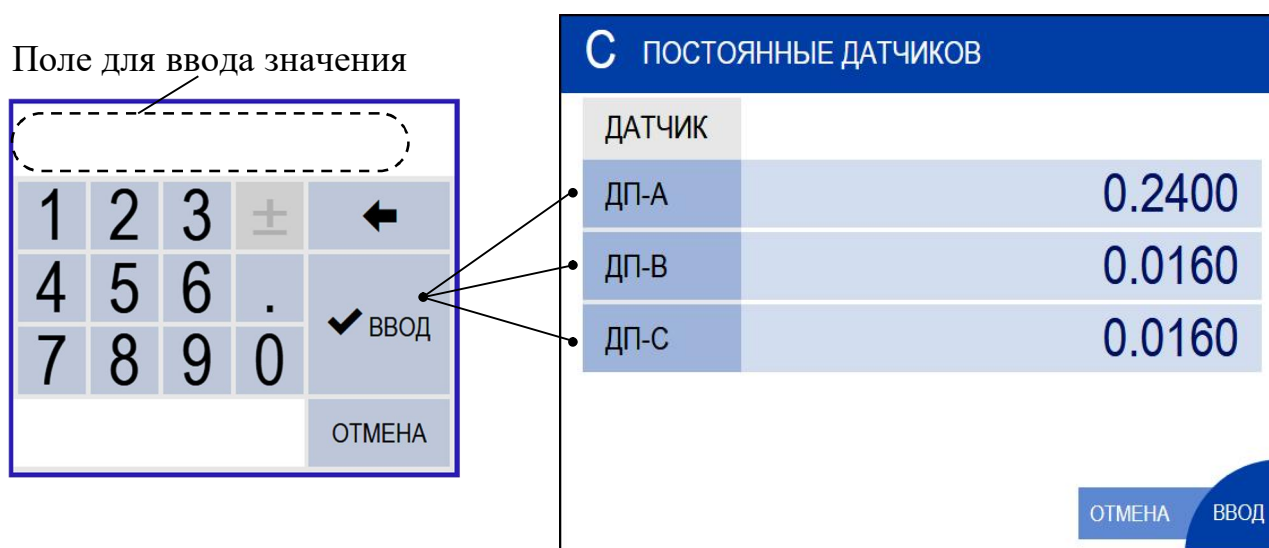 Поле для ввода значения
1 2 3 ±
4 5 6 .
ВВОД
7 8 9 0
ОТМЕНА
С ПОСТОЯННЫЕ ДАТЧИКОВ
ДАТЧИК
ДП-А 0.2400
ДП-В 0.0160
ДП-С 0.0160
ОТМЕНА ВВОД